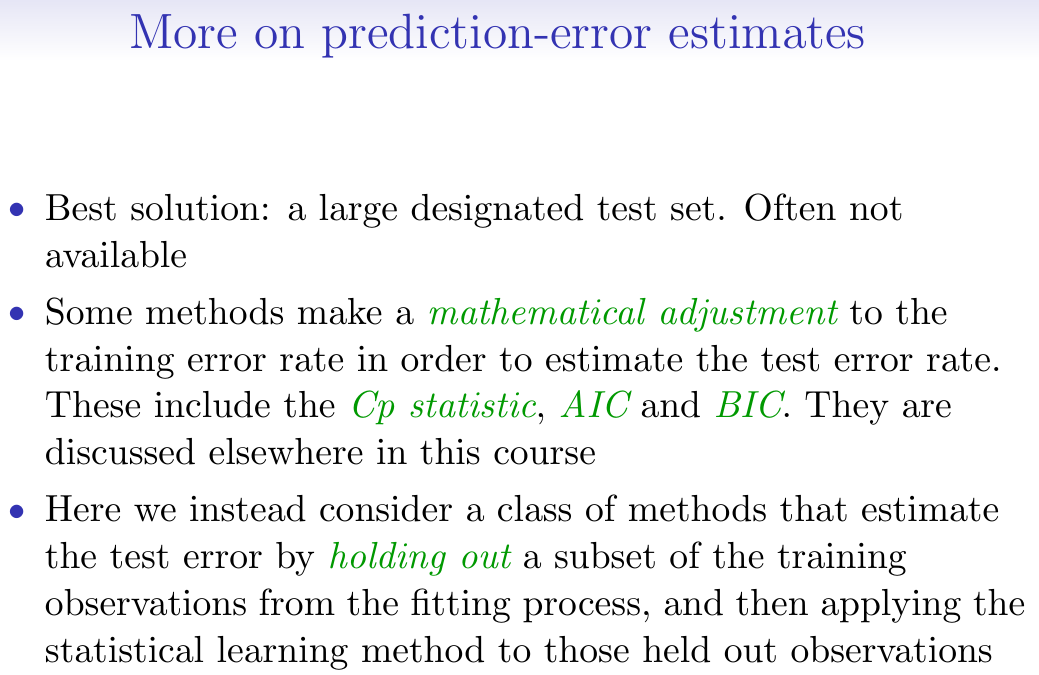 More on prediction-error estimates
• Best solution: a large designated test set. Often not
available
• Some methods make a mathematical adjustment to the
training error rate in order to estimate the test error rate.
These include the Cp statistic, AIC and BIC. They are
discussed elsewhere in this course
• Here we instead consider a class of methods that estimate
the test error by holding out a subset of the training
observations from the fitting process, and then applying the
statistical learning method to those held out observations